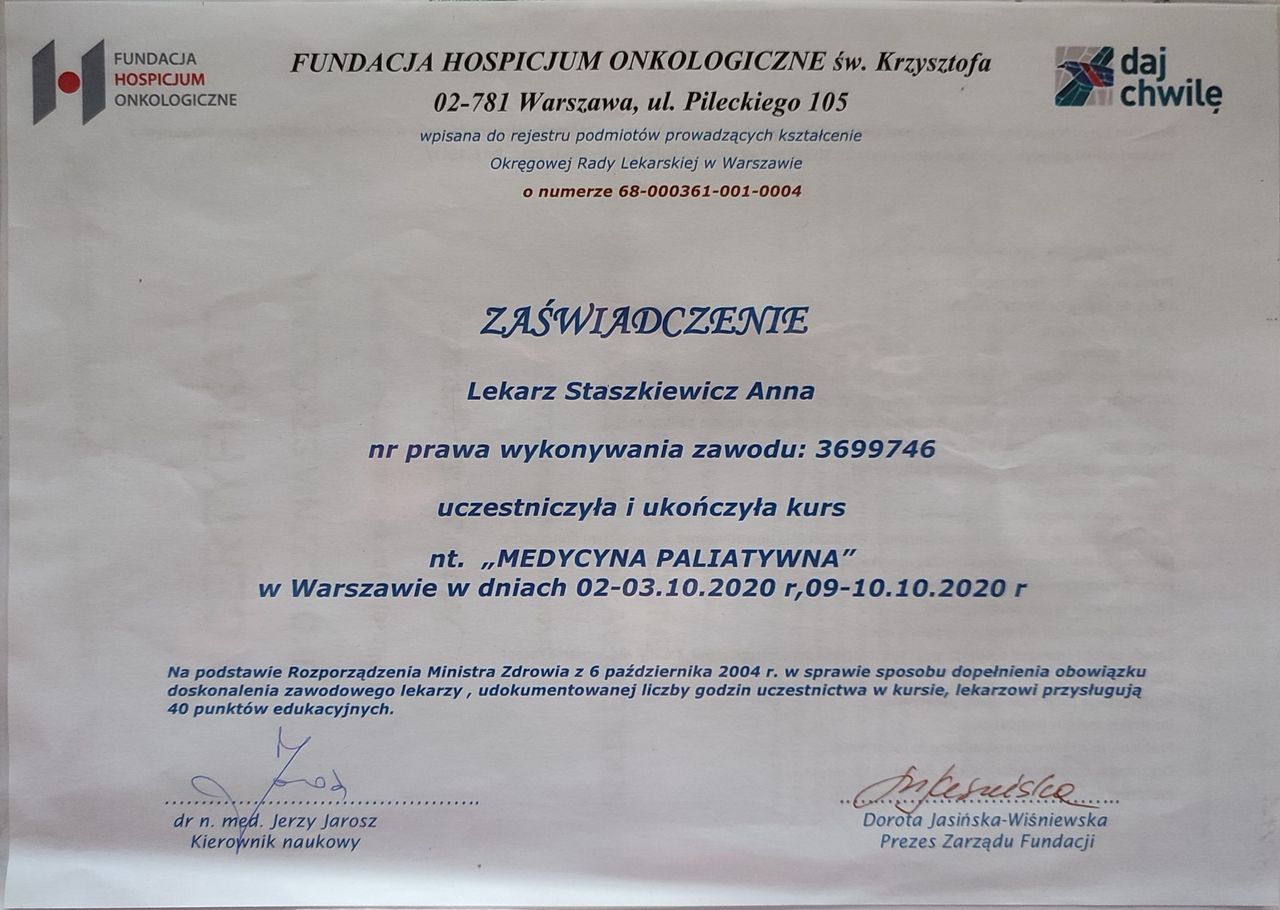 FUNDACJA
HOSPICJUM
ONKOLOGICZNE
FUNDACJA HOSPICJUM ONKOLOGICZNE św. Krzysztofa
02-781 Warszawa, ul. Pileckiego 105
wpisana do rejestru podmiotów prowadzących kształcenie
Okręgowej Rady Lekarskiej w Warszawie
o numerze 68-000361-001-0004
daj
chwilę
ZAŚWIADCZENIE
Lekarz Staszkiewicz Anna
nr prawa wykonywania zawodu: 3699746
uczestniczyła i ukończyła kurs
nt. „MEDYCYNA PALIATYWNA”
w Warszawie w dniach 02-03.10.2020 r,09-10.10.2020 r
Na podstawie Rozporządzenia Ministra Zdrowia z 6 października 2004 r. w sprawie sposobu dopełnienia obowiązku
doskonalenia zawodowego lekarzy , udokumentowanej liczby godzin uczestnictwa w kursie, lekarzowi przysługują
40 punktów edukacyjnych.
dr n. med. Jerzy Jarosz
Kierownik naukowy
Dorota Jasińska-Wiśniewska
Prezes Zarządu Fundacji